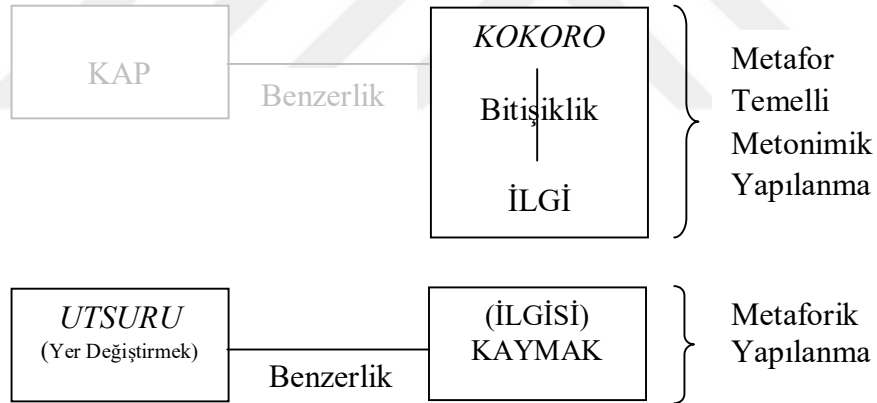 KAP
Benzerlik
KOKORO
Bitişiklik
İLGİ
Metafor
Temelli
Metonimik
Yapılanma
UTSURU
(Yer Değiştirmek)
Benzerlik
(İLGİSİ)
KAYMAK
Metaforik
Yapılanma